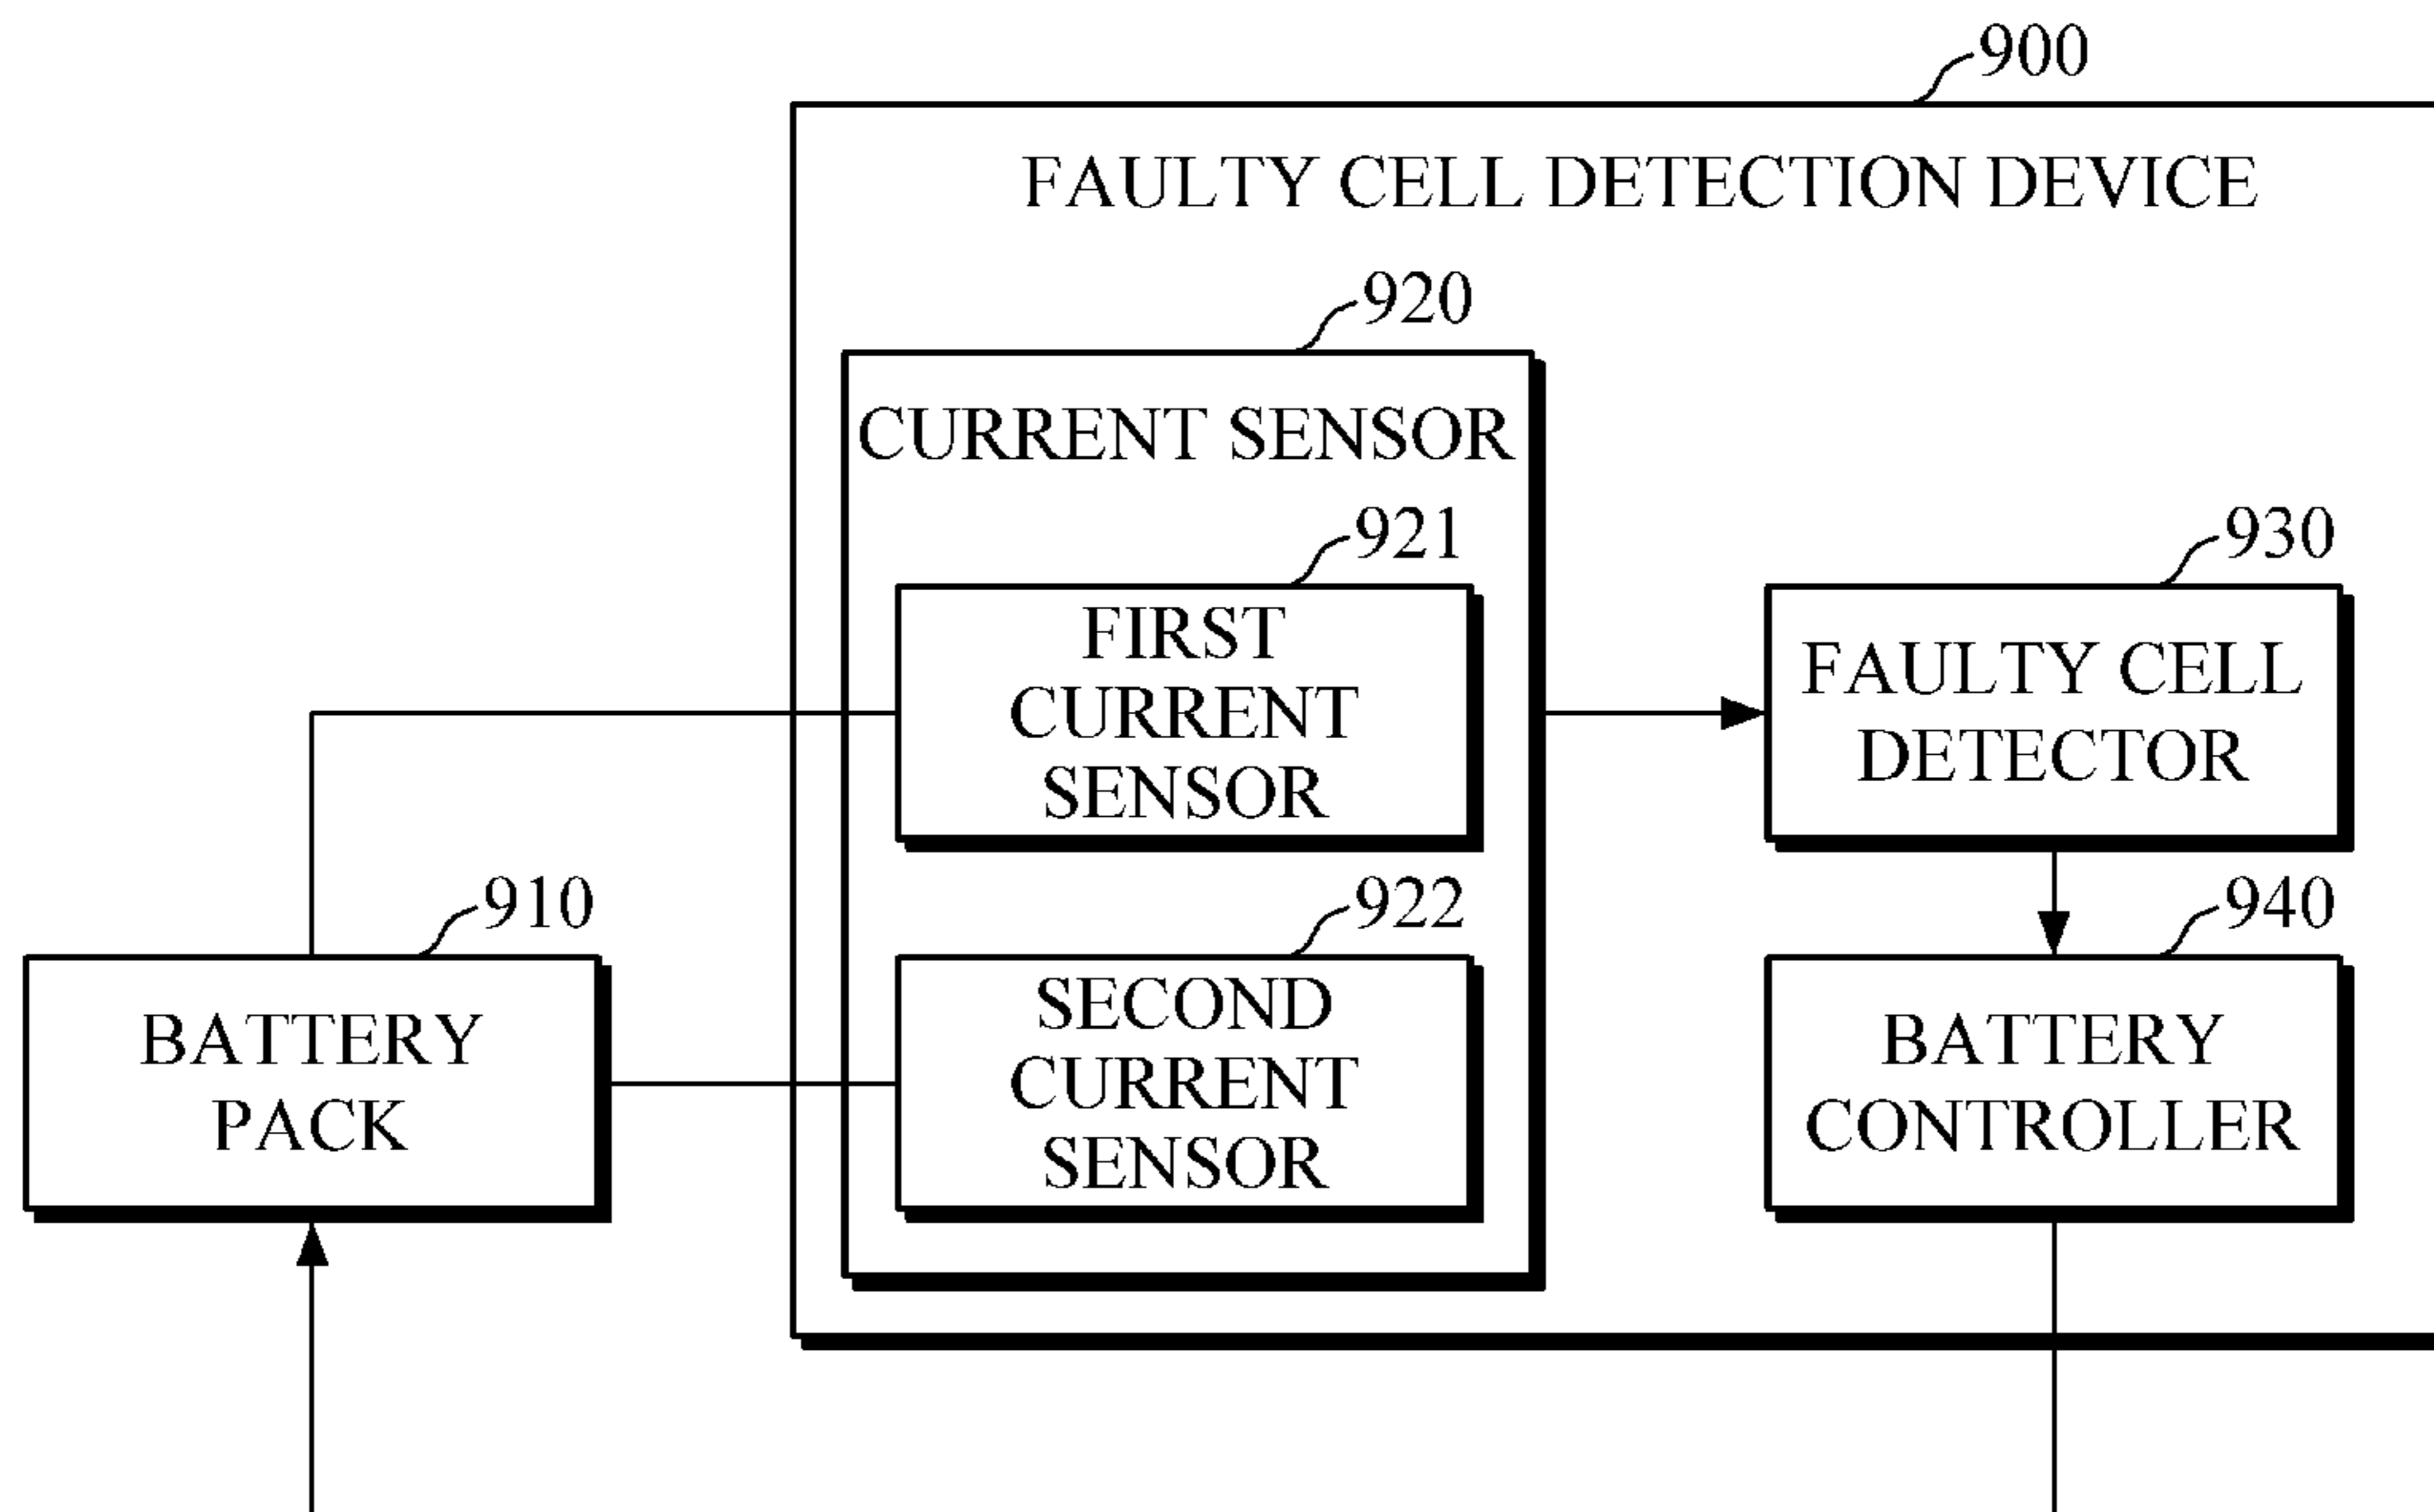 900
FAULTY CELL DETECTION DEVICE
920
CURRENT SENSOR
921
FIRST
CURRENT
SENSOR
930
FAULTY CELL
DETECTOR
910
BATTERY
PACK
922
SECOND
CURRENT
SENSOR
940
BATTERY
CONTROLLER